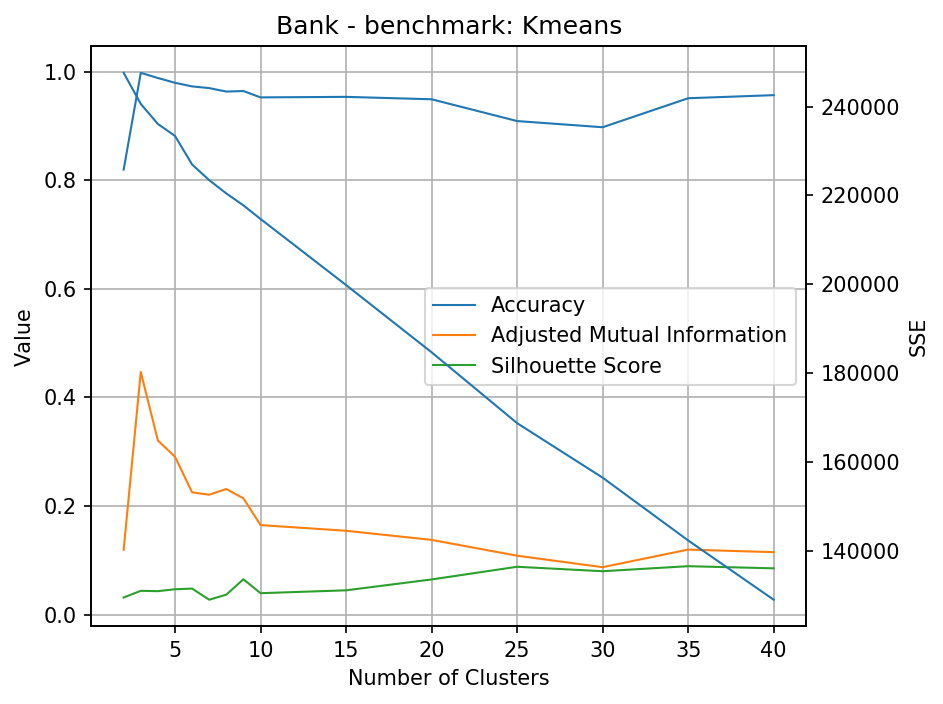 Bank - benchmark: Kmeans
Value
1.0
0.8
0.6
0.4
0.2
0.0
Accuracy
Adjusted Mutual Information
Silhouette Score
240000
220000
200000
180000
160000
140000
SSE
5 10 15 20 25 30 35 40
Number of Clusters